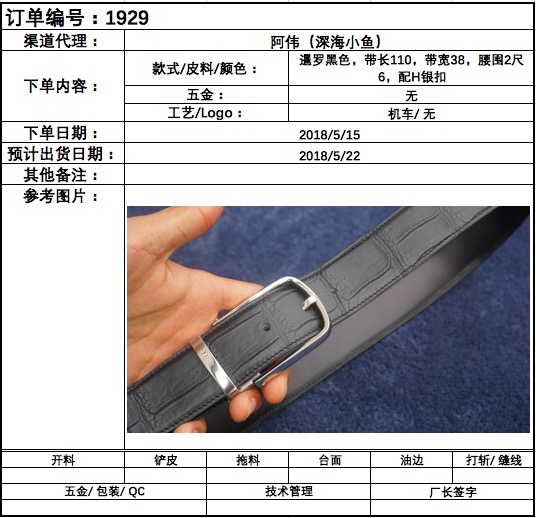 订单编号：1929
渠道代理： 阿伟（深海小鱼）
下单内容： 款式/皮料/颜色： 暹罗黑色，带长110，带宽38，腰围2尺
6，配H银扣
五金： 无
工艺/Logo： 机车/ 无
下单日期： 2018/5/15
预计出货日期： 2018/5/22
其他备注：
参考图片：
开料 铲皮 拖料 台面 油边 打斩/ 缝线
五金/ 包装/ QC 技术管理 厂长签字